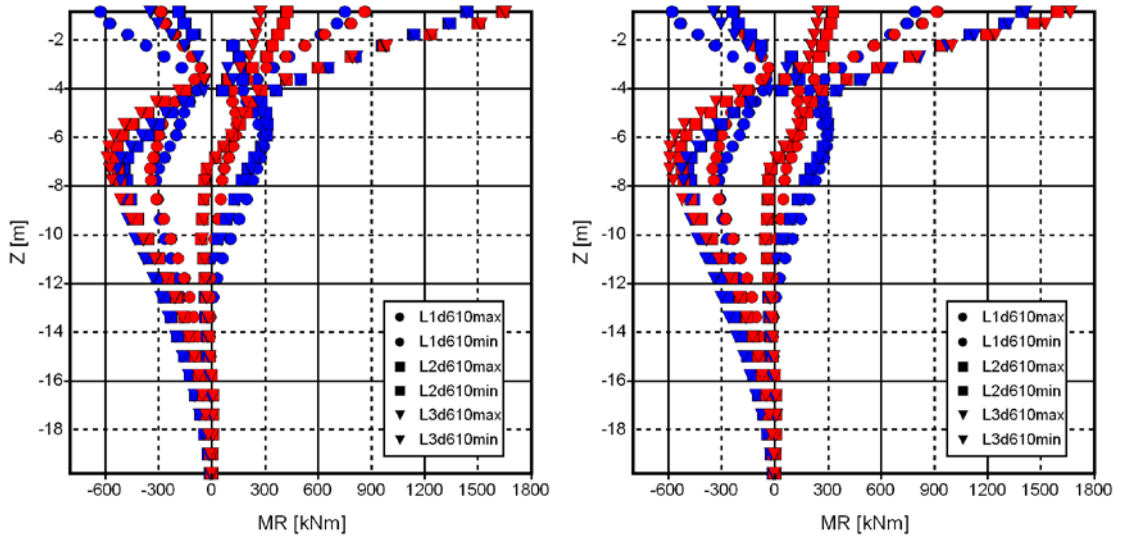 -2
-4
-6
-8
-10
-12
-14
-16
-18
Z [m]
L1d610max
L1d610min
L2d610max
L2d610min
L3d610max
L3d610min
-600 -300 0 300 600 900 1200 1500 1800
MR [kNm]
-2
-4
-6
-8
-10
-12
-14
-16
-18
Z [m]
L1d610max
L1d610min
L2d610max
L2d610min
L3d610max
L3d610min
-600 -300 0 300 600 900 1200 1500 1800
MR [kNm]